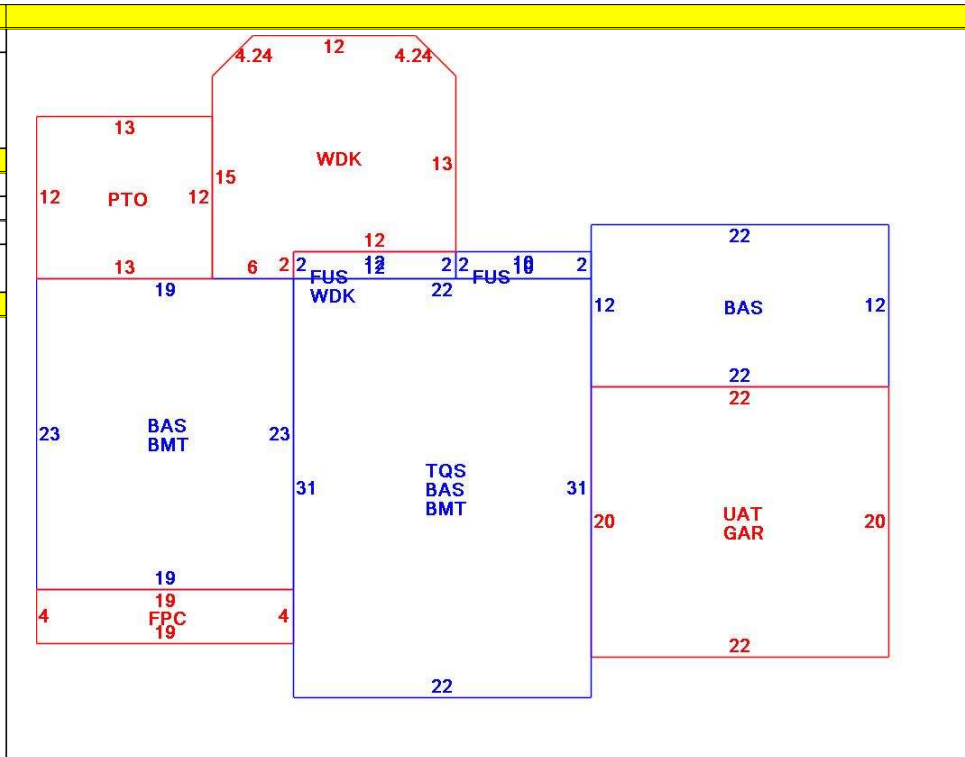 12
4.24 4.24
13
WDK
13
15
12 PTO 12
22
12
13 6 2 2 12 2 2 10 2
FUS FUS
19 WDK 22
12 BAS 12
22
22
BAS
BMT
23 23
TQS
BAS
BMT
31 31
UAT
GAR
20 20
19
19
4 FPC 4
19
22
22